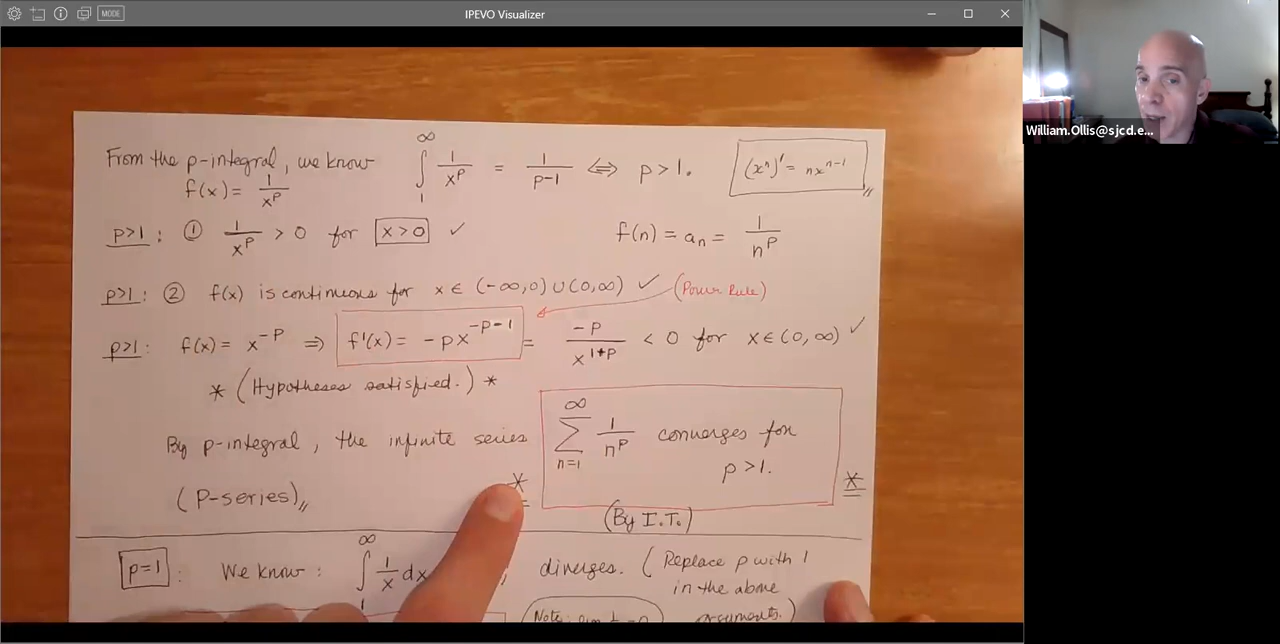 MODE
IPEVO Visualizer
William.Ollis@sjcd.e...
From the p-integral, we know ∫₁^∞ 1/x^p = 1/(p-1) ⇔ p > 1.
(x^n)' = nx^(n-1)
f(x) = 1/x^p
p>1: ① 1/x^p > 0 for x>0 ✓ f(n) = a_n = 1/n^p
p>1: ② f(x) is continuous for x ∈ (-∞,0) ∪ (0,∞) ✓ (Power Rule)
p>1: f(x) = x^(-p) ⇒ f'(x) = -px^(-p-1) = -p/x^(1+p) < 0 for x∈(0,∞) ✓
* (Hypotheses satisfied.) *
By p-integral, the infinite series ∑_{n=1}^∞ 1/n^p converges for
p>1.
(P-series)
* *
(By I.T.)
p=1: We know: ∫₁^∞ 1/x dx diverges. (Replace p with 1
in the above
arguments.)
(Note: